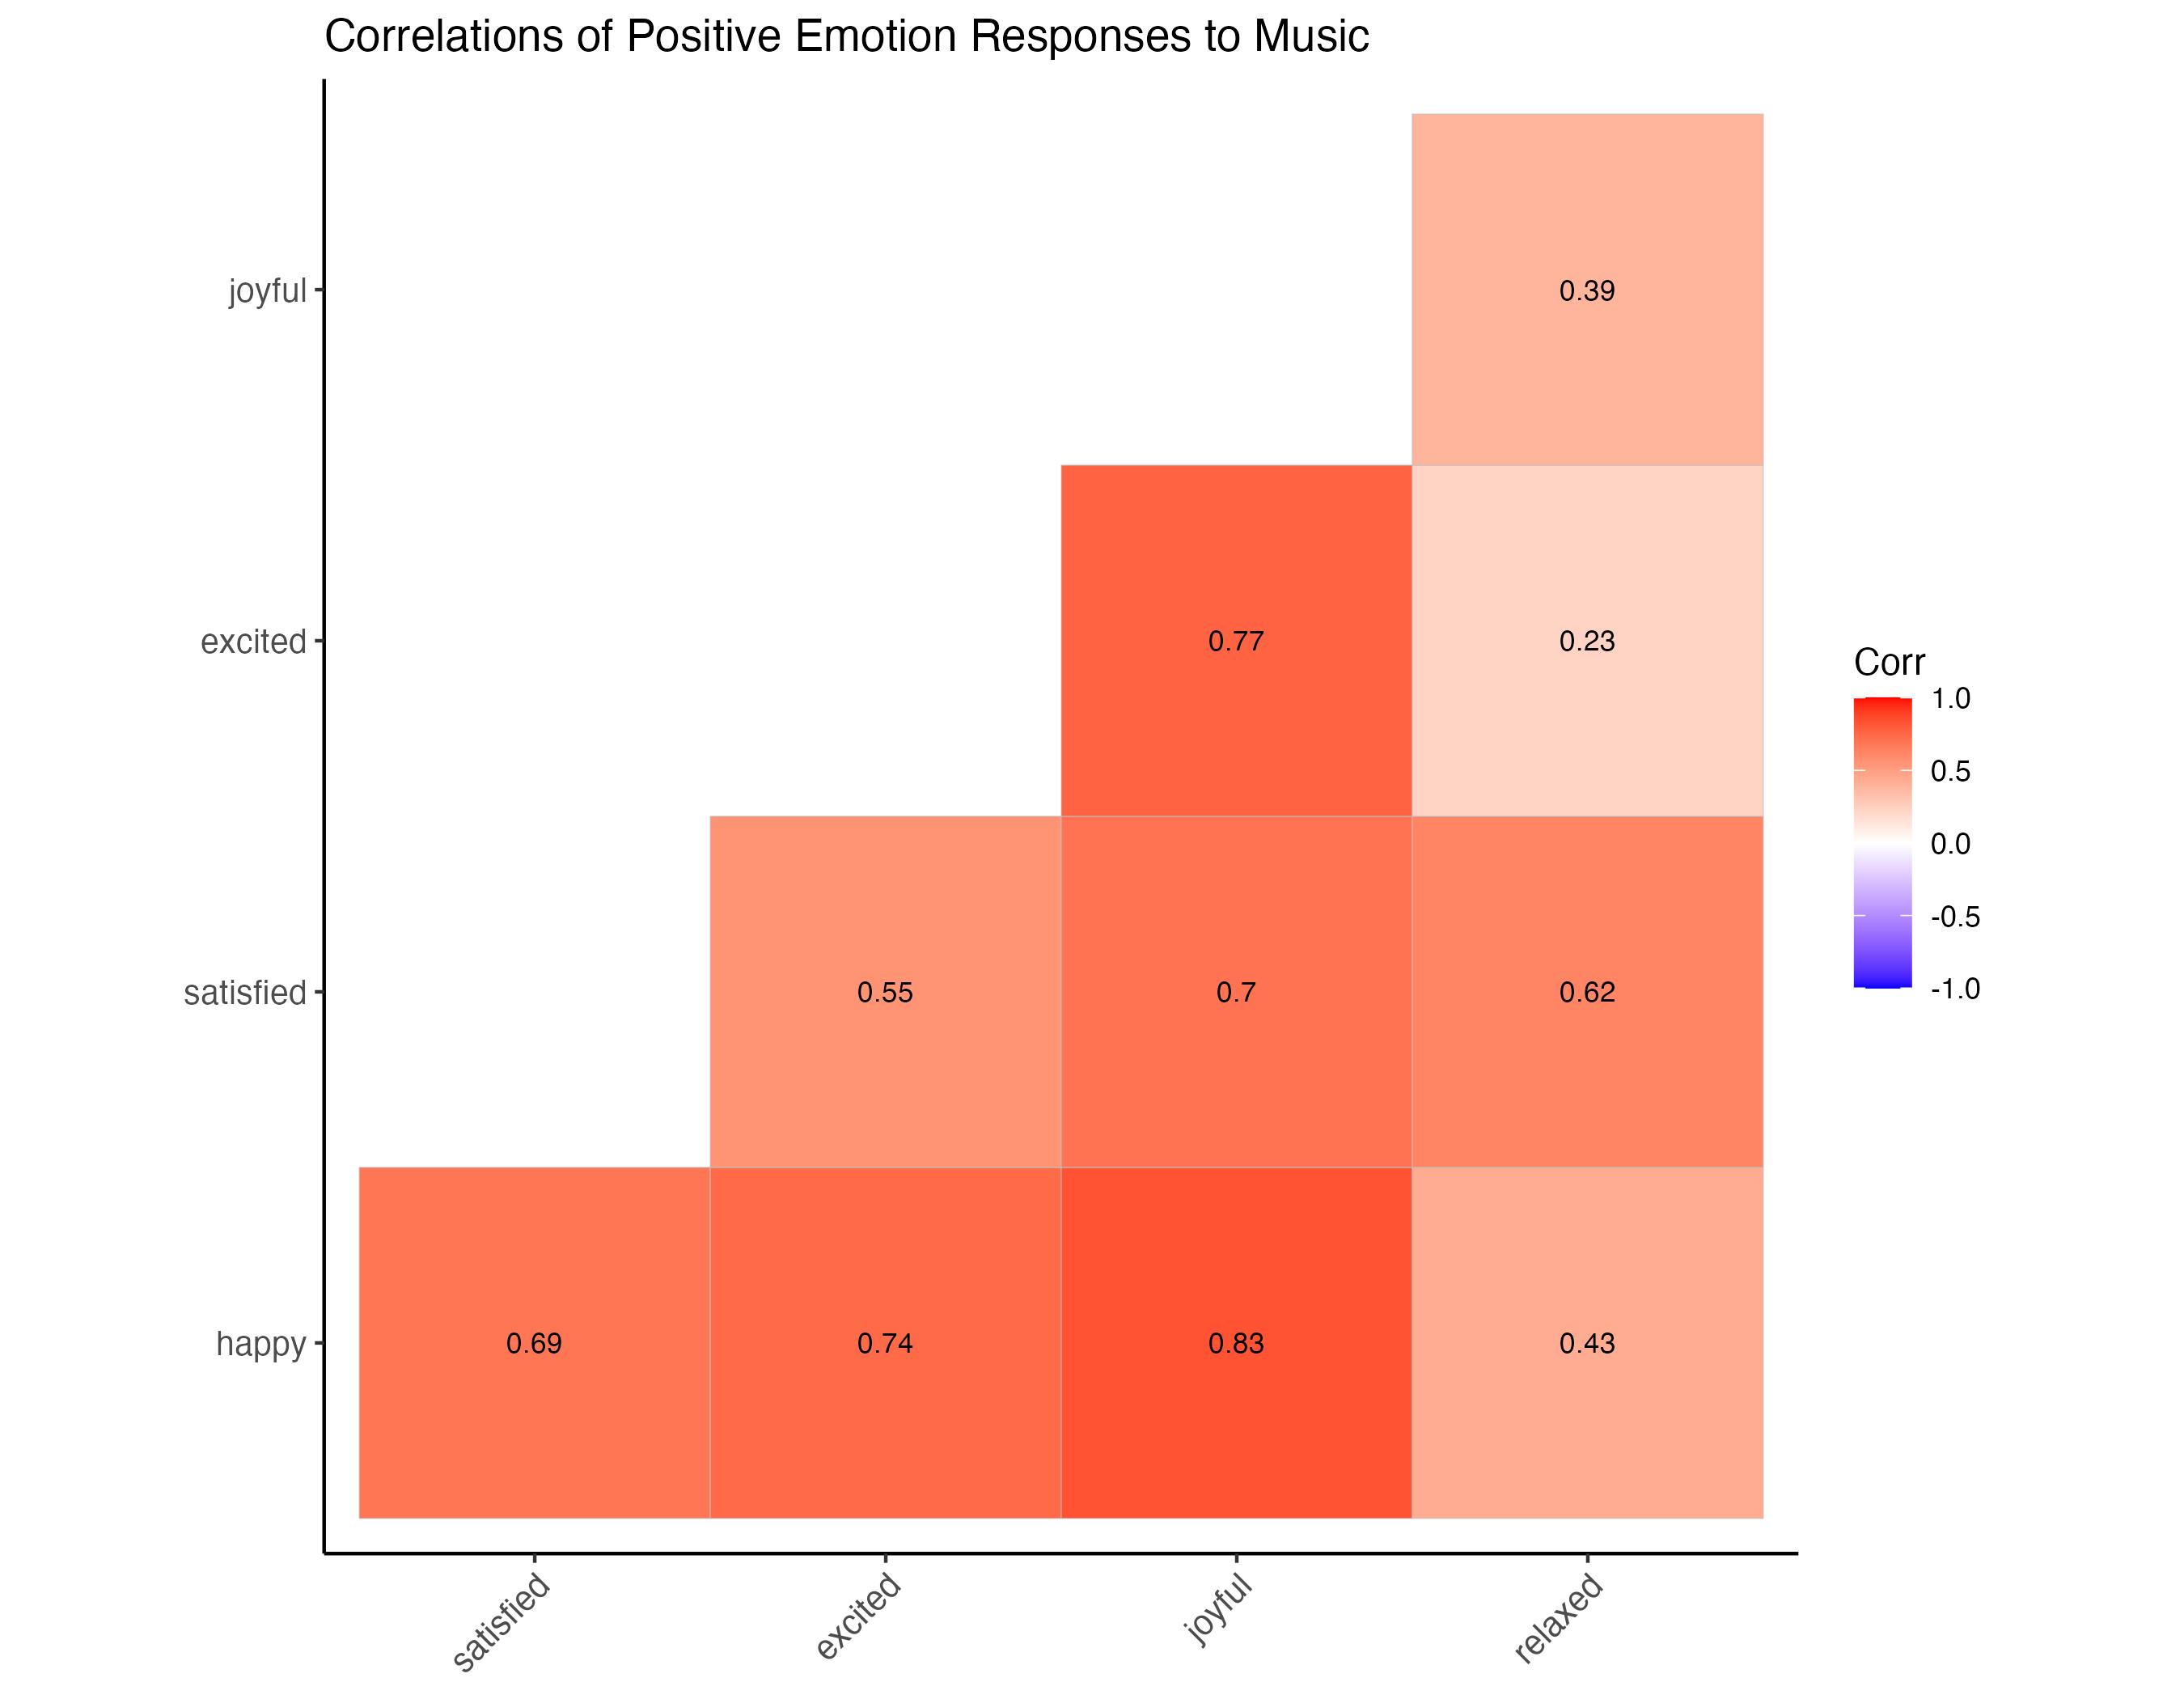 Correlations of Positive Emotion Responses to Music
joyful
0.39
excited
0.77 0.23
satisfied
0.55 0.7 0.62
happy
0.69 0.74 0.83 0.43
satisfied excited joyful relaxed
Corr
1.0
0.5
0.0
-0.5
-1.0